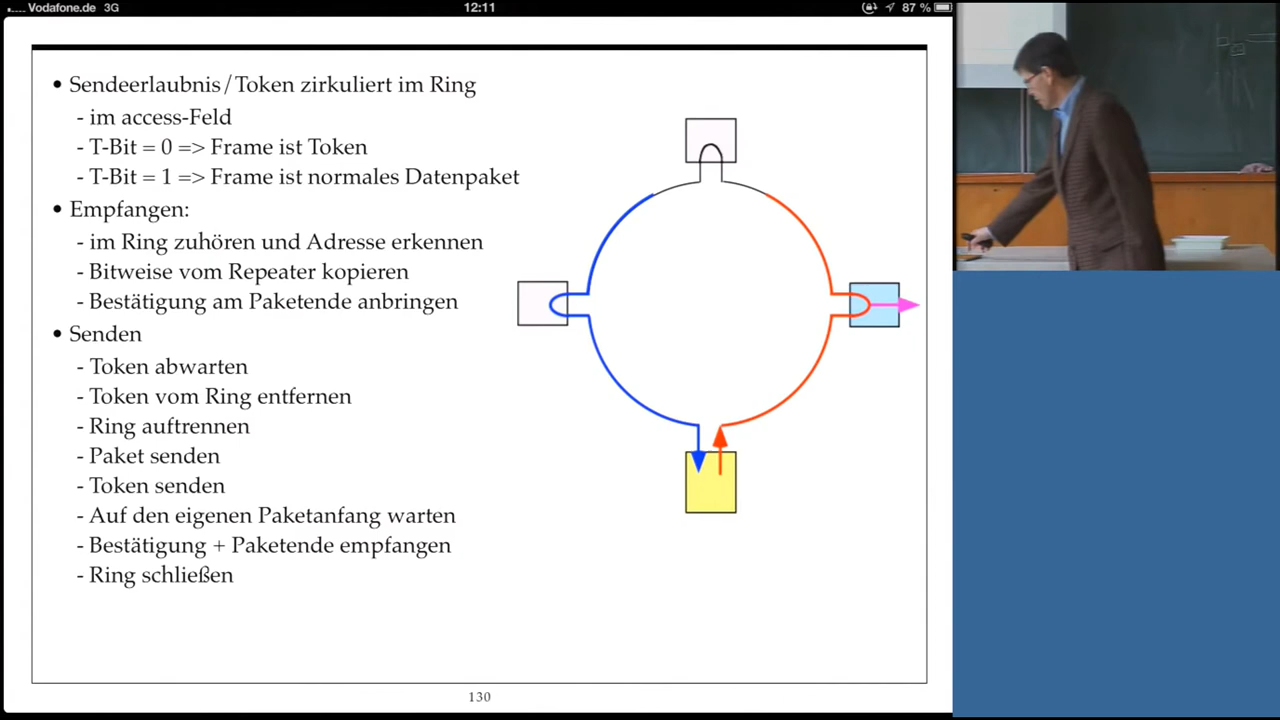 Vodafone.de 3G 12:11 87 %
• Sendeerlaubnis/Token zirkuliert im Ring
- im access-Feld
- T-Bit = 0 => Frame ist Token
- T-Bit = 1 => Frame ist normales Datenpaket
• Empfangen:
- im Ring zuhören und Adresse erkennen
- Bitweise vom Repeater kopieren
- Bestätigung am Paketende anbringen
• Senden
- Token abwarten
- Token vom Ring entfernen
- Ring auftrennen
- Paket senden
- Token senden
- Auf den eigenen Paketanfang warten
- Bestätigung + Paketende empfangen
- Ring schließen
130